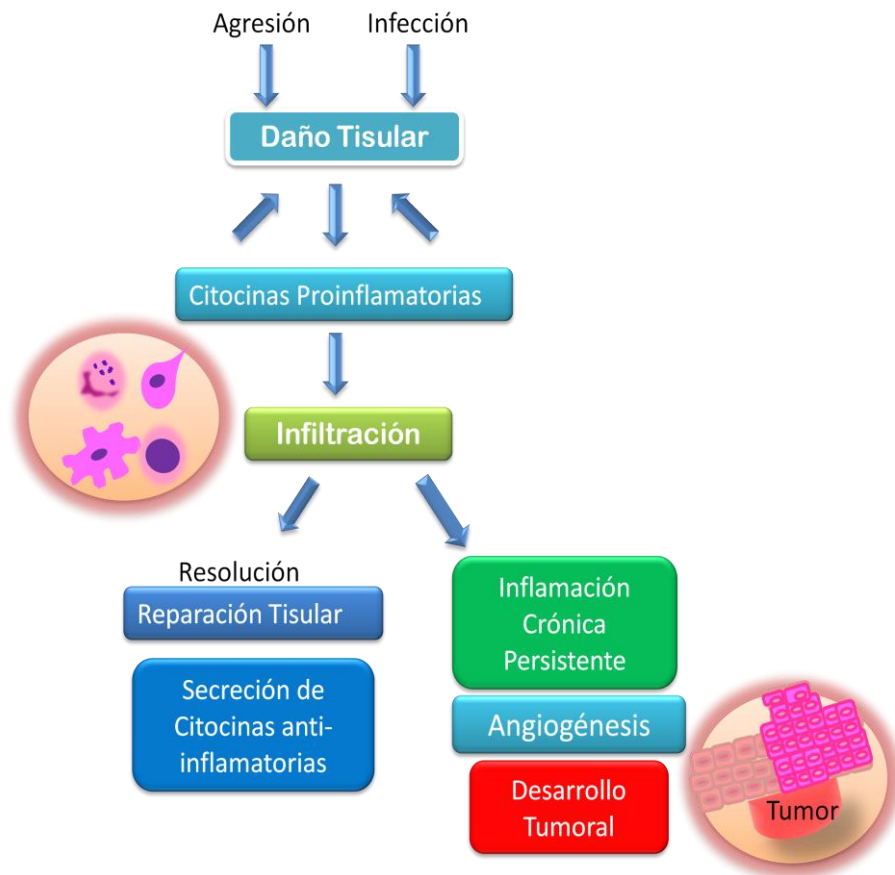 Agresión
Infección
Daño Tisular
Citocinas Proinflamatorias
Infiltración
Resolución
Reparación Tisular
Secreción de
Citocinas anti-
inflamatorias
Inflamación
Crónica
Persistente
Angiogénesis
Desarrollo
Tumoral
Tumor